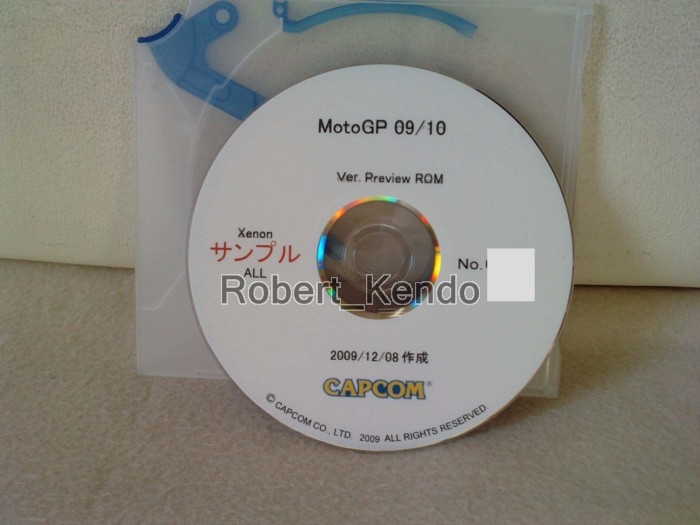 MotoGP 09/10
Ver. Preview ROM
Xenon
サンプル
ALL
No.
Robert_Kendo
2009/12/08 作成
CAPCOM®
© CAPCOM CO., LTD. 2009 ALL RIGHTS RESERVED.